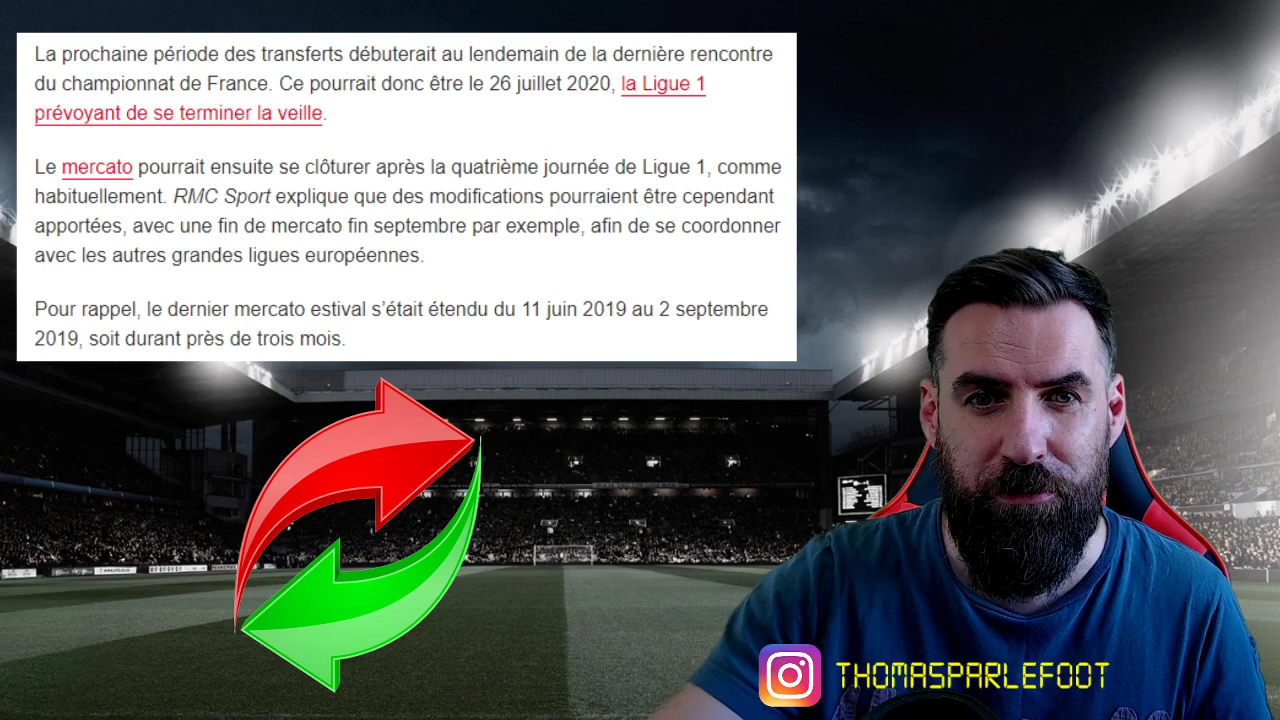 La prochaine période des transferts débuterait au lendemain de la dernière rencontre
du championnat de France. Ce pourrait donc être le 26 juillet 2020, la Ligue 1
prévoyant de se terminer la veille.
Le mercato pourrait ensuite se clôturer après la quatrième journée de Ligue 1, comme
habituellement. RMC Sport explique que des modifications pourraient être cependant
apportées, avec une fin de mercato fin septembre par exemple, afin de se coordonner
avec les autres grandes ligues européennes.
Pour rappel, le dernier mercato estival s’était étendu du 11 juin 2019 au 2 septembre
2019, soit durant près de trois mois.
THOMASPARLEFOOT